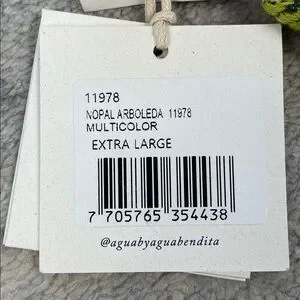 11978
NOPAL ARBOLEDA 11978
MULTICOLOR
EXTRA LARGE
7 705765 354438
@aguabyaguabendita